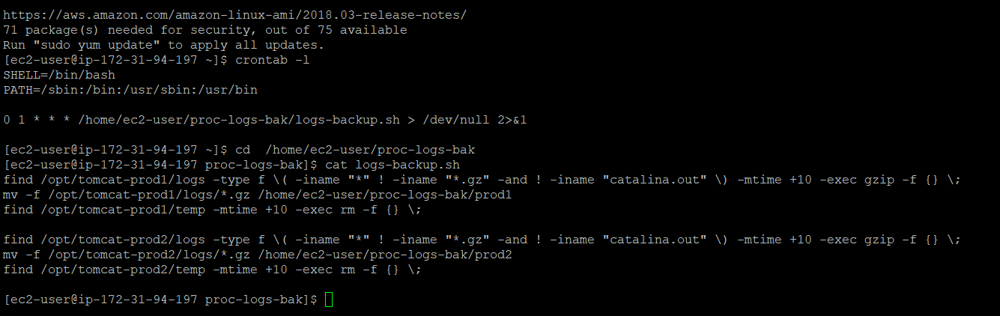 https://aws.amazon.com/amazon-linux-ami/2018.03-release-notes/
71 package(s) needed for security, out of 75 available
Run "sudo yum update" to apply all updates.
[ec2-user@ip-172-31-94-197 ~]$ crontab -l
SHELL=/bin/bash
PATH=/sbin:/bin:/usr/sbin:/usr/bin
0 1 * * * /home/ec2-user/proc-logs-bak/logs-backup.sh > /dev/null 2>&1
[ec2-user@ip-172-31-94-197 ~]$ cd  /home/ec2-user/proc-logs-bak
[ec2-user@ip-172-31-94-197 proc-logs-bak]$ cat logs-backup.sh
find /opt/tomcat-prod1/logs -type f \( -iname "*" ! -iname "*.gz" -and ! -iname "catalina.out" \) -mtime +10 -exec gzip -f {} \;
mv -f /opt/tomcat-prod1/logs/*.gz /home/ec2-user/proc-logs-bak/prod1
find /opt/tomcat-prod1/temp -mtime +10 -exec rm -f {} \;
find /opt/tomcat-prod2/logs -type f \( -iname "*" ! -iname "*.gz" -and ! -iname "catalina.out" \) -mtime +10 -exec gzip -f {} \;
mv -f /opt/tomcat-prod2/logs/*.gz /home/ec2-user/proc-logs-bak/prod2
find /opt/tomcat-prod2/temp -mtime +10 -exec rm -f {} \;
[ec2-user@ip-172-31-94-197 proc-logs-bak]$